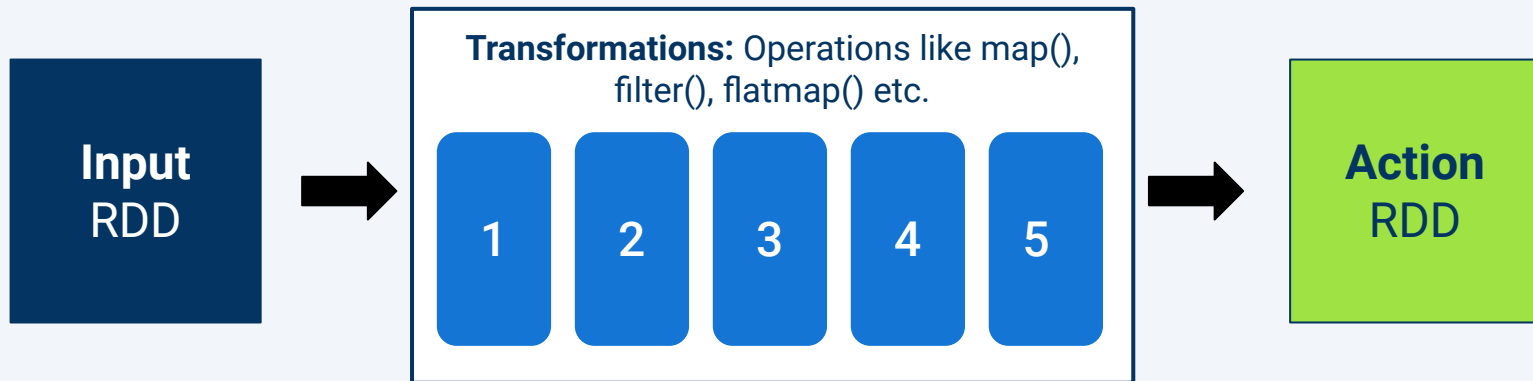 Input
RDD
Transformations: Operations like map(),
filter(), flatmap() etc.
1
2
3
4
5
Action
RDD